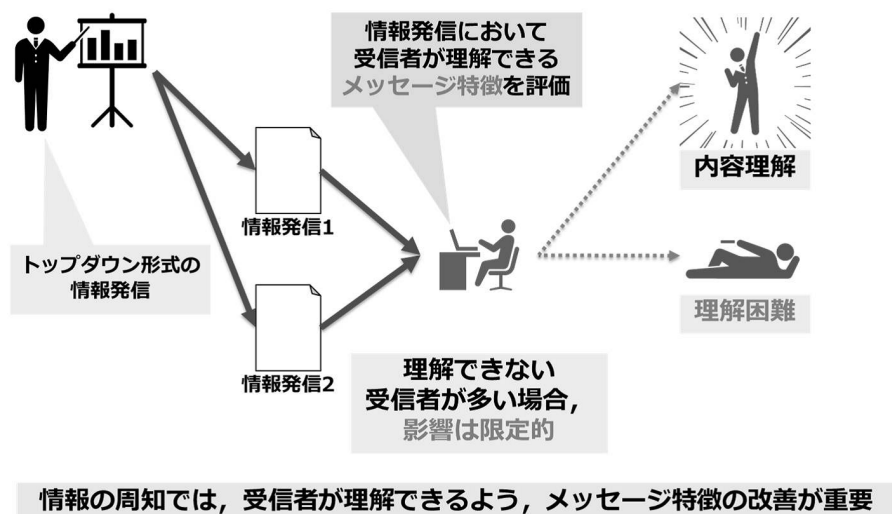 情報発信において
受信者が理解できる
メッセージ特徴を評価
内容理解
情報発信1
トップダウン形式の
情報発信
理解困難
情報発信2
理解できない
受信者が多い場合，
影響は限定的
情報の周知では，受信者が理解できるよう，メッセージ特徴の改善が重要